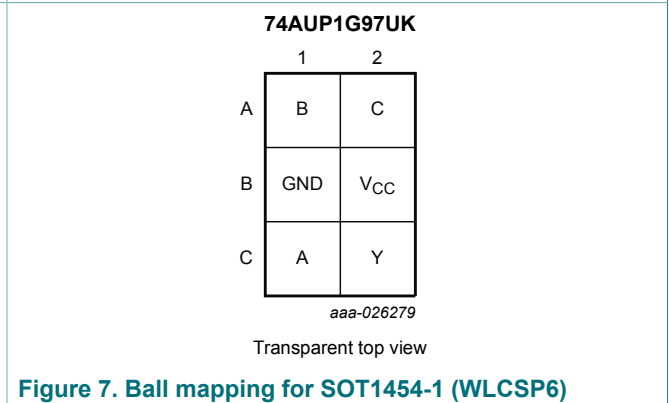 74AUP1G97UK
1 2
A B C
B GND VCC
C A Y
aaa-026279
Transparent top view
Figure 7. Ball mapping for SOT1454-1 (WLCSP6)